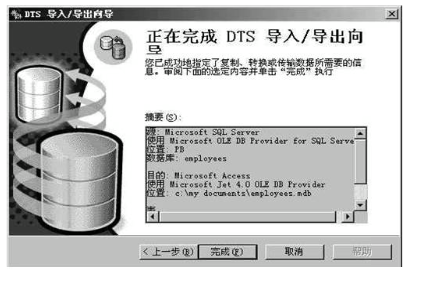 DTS 导入/导出向导
正在完成 DTS 导入/导出向
导
您已成功地指定了复制、转换或传输数据所需要的信
息。审阅下面的选定内容并单击“完成”执行
摘要(S):
源: Microsoft SQL Server
使用 Microsoft OLE DB Provider for SQL Serve
位置: PB
数据库: employees
目的: Microsoft Access
使用 Microsoft Jet 4.0 OLE DB Provider
位置: c:\my documents\employees.mdb
<上一步(B)
完成(F)
取消
帮助